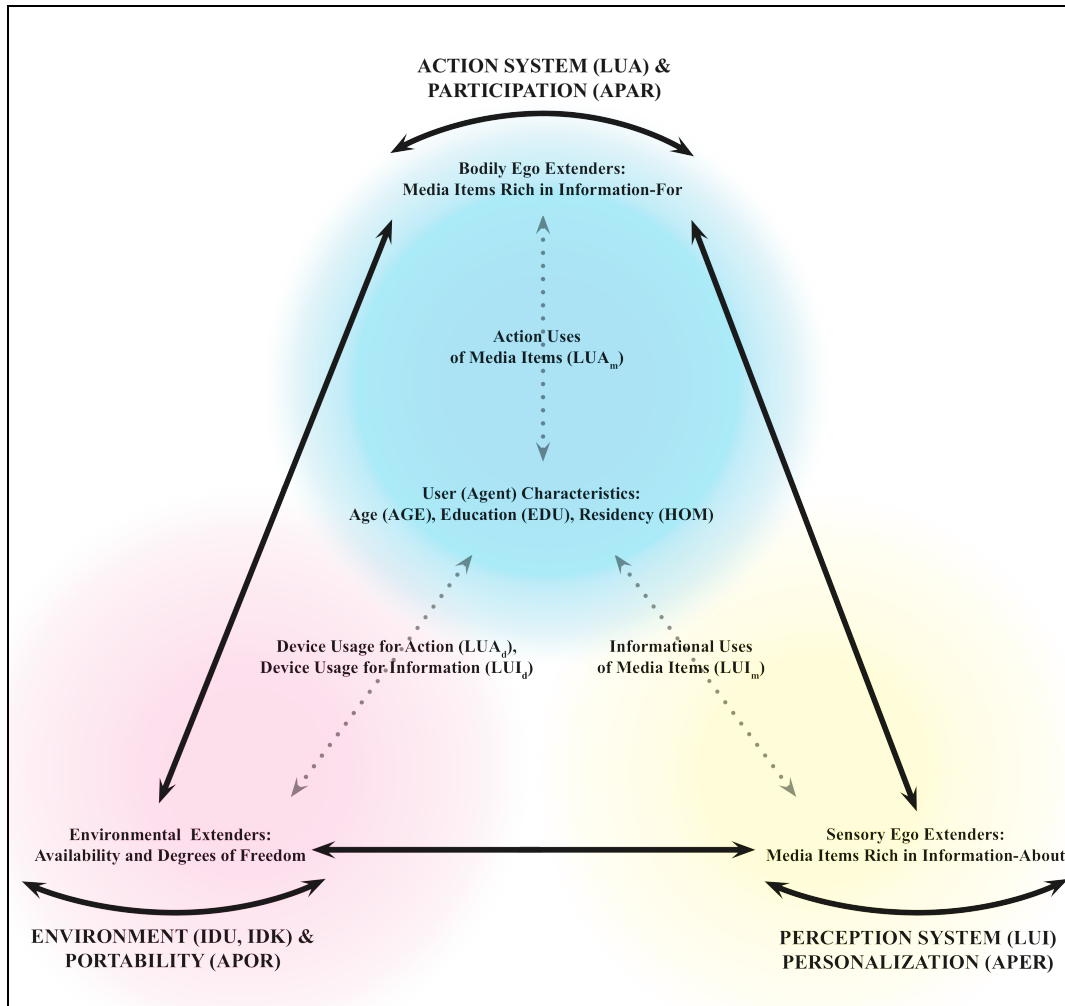 ACTION SYSTEM (LUA) &
PARTICIPATION (APAR)
Bodily Ego Extenders:
Media Items Rich in Information-For
Action Uses
of Media Items (LUAm)
User (Agent) Characteristics:
Age (AGE), Education (EDU), Residency (HOM)
Device Usage for Action (LUAd),
Device Usage for Information (LUId)
Informational Uses
of Media Items (LUIm)
Environmental Extenders:
Availability and Degrees of Freedom
Sensory Ego Extenders:
Media Items Rich in Information-About
ENVIRONMENT (IDU, IDK) &
PORTABILITY (APOR)
PERCEPTION SYSTEM (LUI)
PERSONALIZATION (APER)